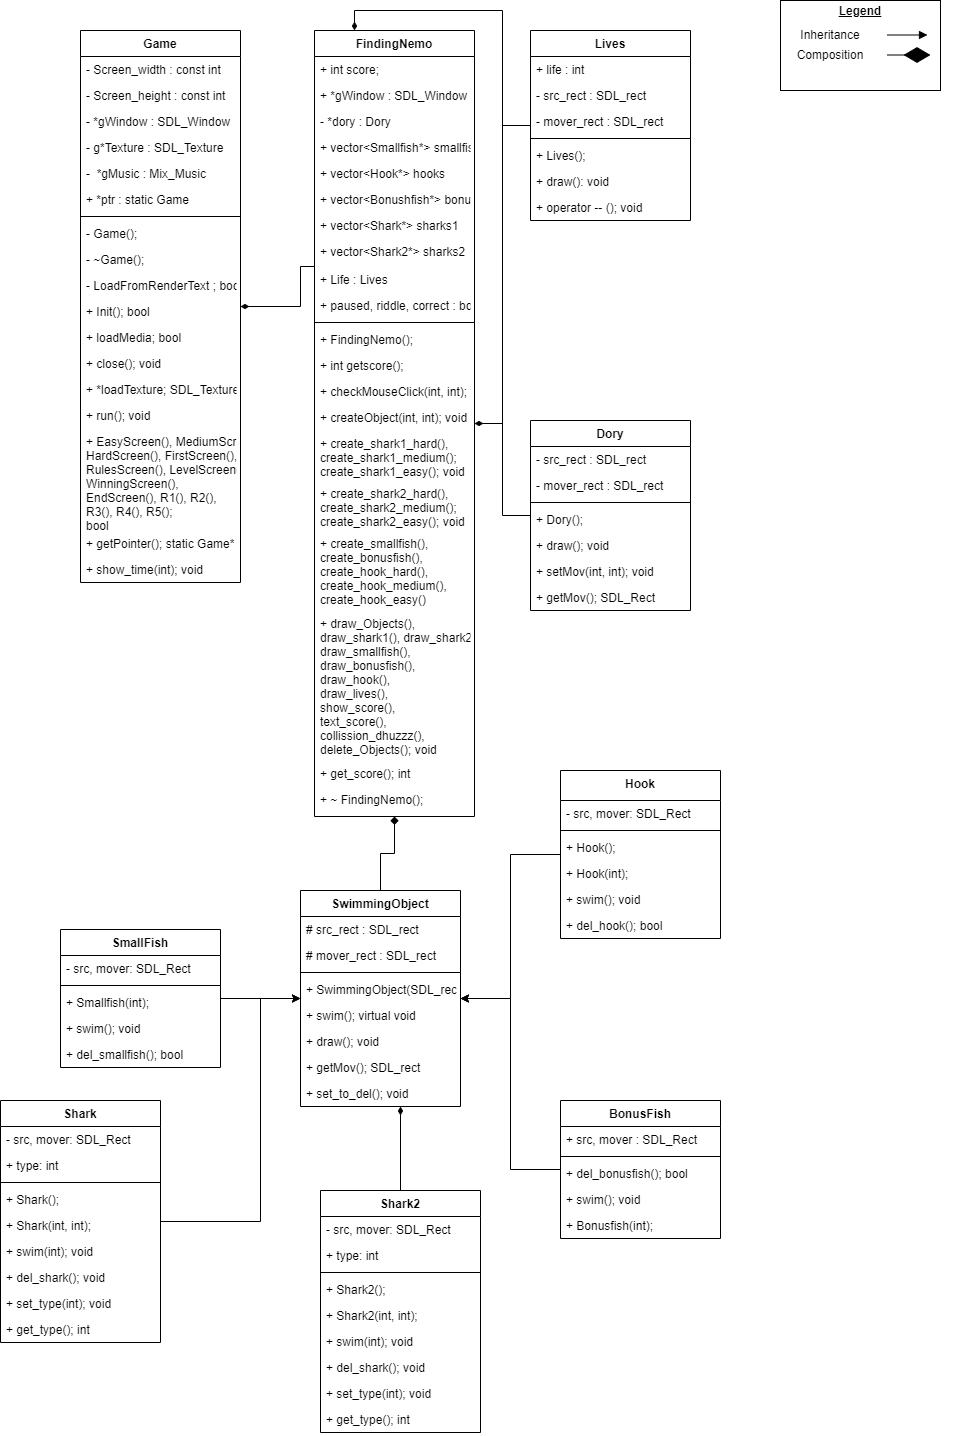 Legend
Inheritance
Composition
Game
- Screen_width : const int
- Screen_height : const int
- *gWindow : SDL_Window
- g*Texture : SDL_Texture
-  *gMusic : Mix_Music
+ *ptr : static Game
- Game();
- ~Game();
- LoadFromRenderText ; boo
+ Init(); bool
+ loadMedia; bool
+ close(); void
+ *loadTexture; SDL_Texture
+ run(); void
+ EasyScreen(), MediumScr
HardScreen(), FirstScreen(),
RulesScreen(), LevelScreen
WinningScreen(),
EndScreen(), R1(), R2(),
R3(), R4(), R5();
bool
+ getPointer(); static Game*
+ show_time(int); void
FindingNemo
+ int score;
+ *gWindow : SDL_Window
- *dory : Dory
+ vector<Smallfish*> smallfis
+ vector<Hook*> hooks
+ vector<Bonushfish*> bonu
+ vector<Shark*> sharks1
+ vector<Shark2*> sharks2
+ Life : Lives
+ paused, riddle, correct : bo
+ FindingNemo();
+ int getscore();
+ checkMouseClick(int, int);
+ createObject(int, int); void
+ create_shark1_hard(),
create_shark1_medium();
create_shark1_easy(); void
+ create_shark2_hard(),
create_shark2_medium();
create_shark2_easy(); void
+ create_smallfish(),
create_bonusfish(),
create_hook_hard(),
create_hook_medium(),
create_hook_easy()
+ draw_Objects(),
draw_shark1(), draw_shark2
draw_smallfish(),
draw_bonusfish(),
draw_hook(),
draw_lives(),
show_score(),
text_score(),
collission_dhuzzz(),
delete_Objects(); void
+ get_score(); int
+ ~ FindingNemo();
Lives
+ life : int
- src_rect : SDL_rect
- mover_rect : SDL_rect
+ Lives();
+ draw(): void
+ operator -- (); void
Dory
- src_rect : SDL_rect
- mover_rect : SDL_rect
+ Dory();
+ draw(); void
+ setMov(int, int); void
+ getMov(); SDL_Rect
Hook
- src, mover: SDL_Rect
+ Hook();
+ Hook(int);
+ swim(); void
+ del_hook(); bool
SwimmingObject
# src_rect : SDL_rect
# mover_rect : SDL_rect
+ SwimmingObject(SDL_rec
+ swim(); virtual void
+ draw(); void
+ getMov(); SDL_rect
+ set_to_del(); void
SmallFish
- src, mover: SDL_Rect
+ Smallfish(int);
+ swim(); void
+ del_smallfish(); bool
Shark
- src, mover: SDL_Rect
+ type: int
+ Shark();
+ Shark(int, int);
+ swim(int); void
+ del_shark(); void
+ set_type(int); void
+ get_type(); int
BonusFish
+ src, mover : SDL_Rect
+ del_bonusfish(); bool
+ swim(); void
+ Bonusfish(int);
Shark2
- src, mover: SDL_Rect
+ type: int
+ Shark2();
+ Shark2(int, int);
+ swim(int); void
+ del_shark(); void
+ set_type(int); void
+ get_type(); int